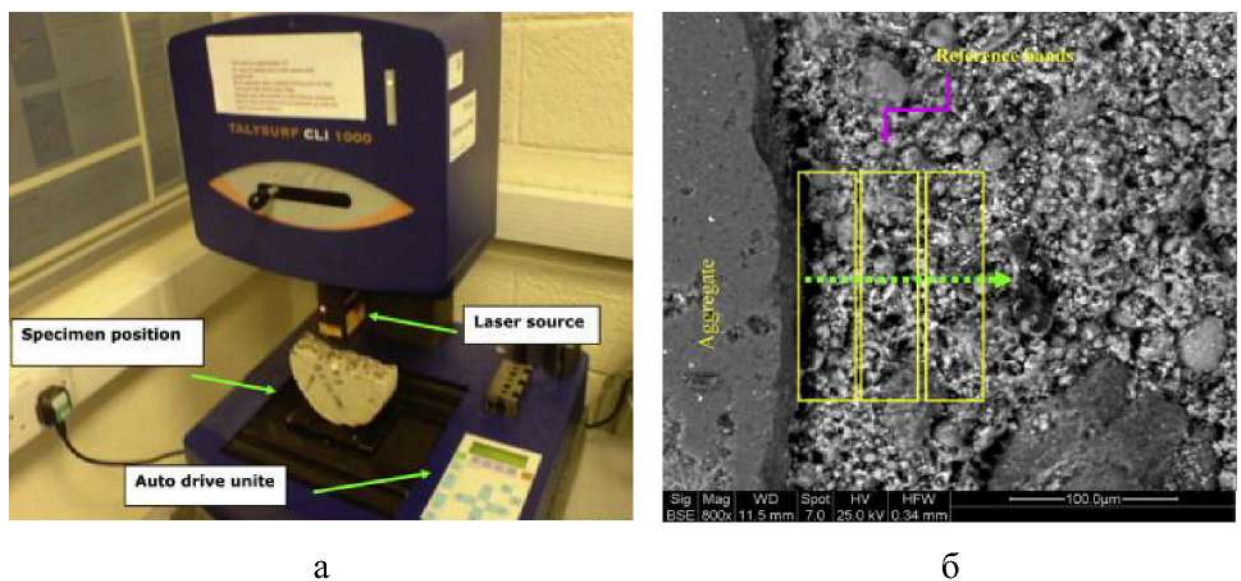 TALYSURF CLI 1000
Specimen position
Laser source
Auto drive unite
Reference bands
Aggregate
Sig Mag WD Spot HV HFW 100.0µm
BSE 800x 11.5 mm 7.0 25.0 kV 0.34 mm
а
б